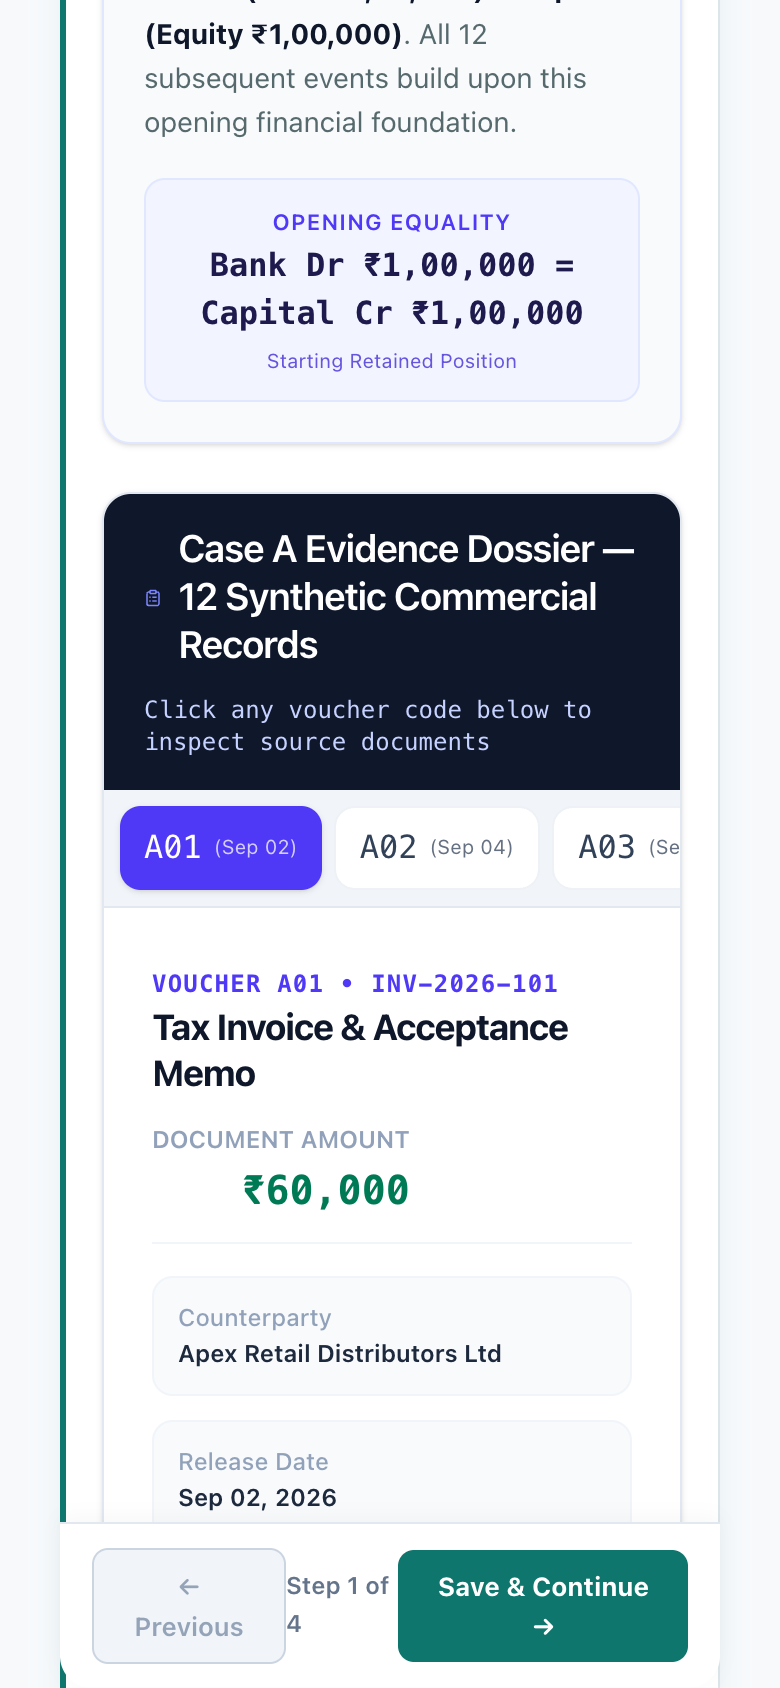 (Equity ₹1,00,000). All 12
subsequent events build upon this
opening financial foundation.
OPENING EQUALITY
Bank Dr ₹1,00,000 =
Capital Cr ₹1,00,000
Starting Retained Position
Case A Evidence Dossier —
12 Synthetic Commercial
Records
Click any voucher code below to
inspect source documents
A01 (Sep 02) A02 (Sep 04) A03 (Se
VOUCHER A01 • INV-2026-101
Tax Invoice & Acceptance
Memo
DOCUMENT AMOUNT
₹60,000
Counterparty
Apex Retail Distributors Ltd
Release Date
Sep 02, 2026
← Previous
Step 1 of 4
Save & Continue →